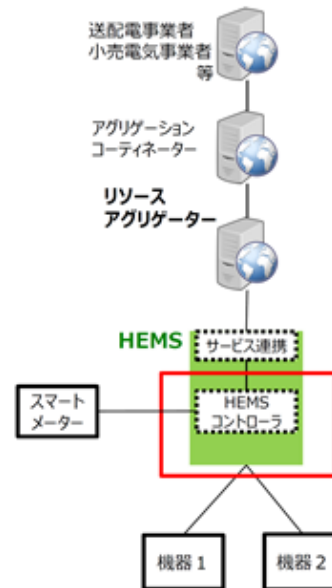 送配電事業者
小売電気事業者
等
アグリゲーション
コーディネーター
リソース
アグリゲーター
HEMS
サービス連携
スマート
メーター
HEMS
コントローラ
機器1
機器2